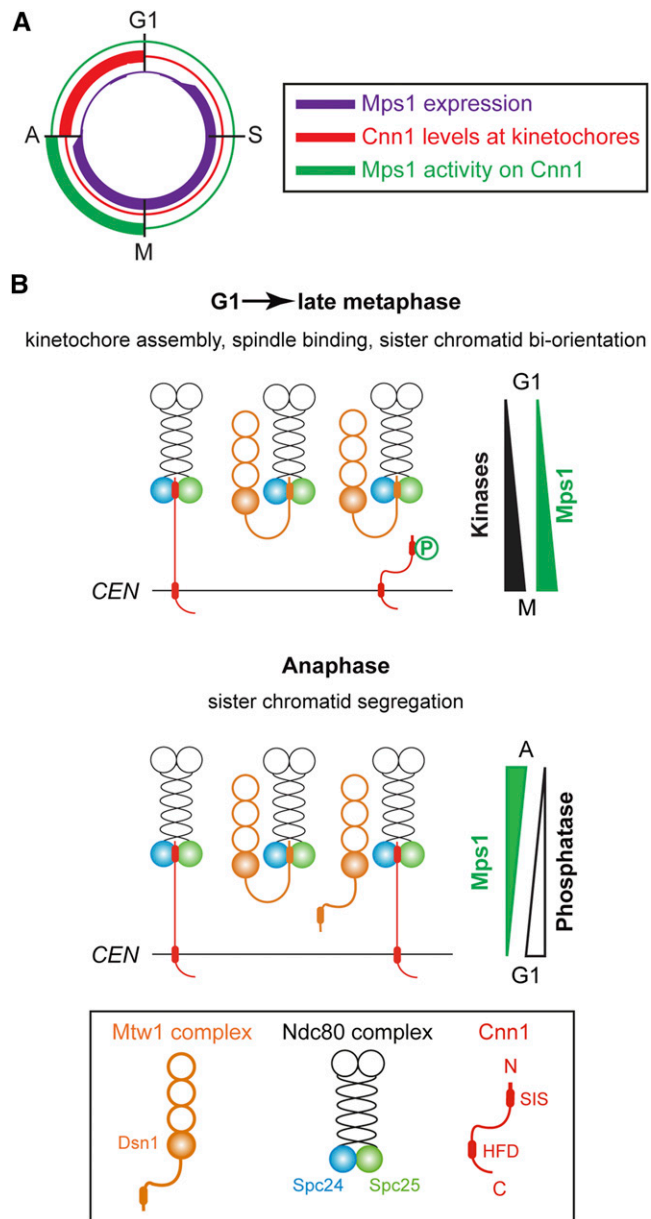 A
G1
A
S
M
Mps1 expression
Cnn1 levels at kinetochores
Mps1 activity on Cnn1
B
G1 → late metaphase
kinetochore assembly, spindle binding, sister chromatid bi-orientation
G1
Kinases
Mps1
P
CEN
M
Anaphase
sister chromatid segregation
A
Mps1
Phosphatase
CEN
G1
Mtw1 complex
Ndc80 complex
Cnn1
N
SIS
Dsn1
HFD
C
Spc24
Spc25